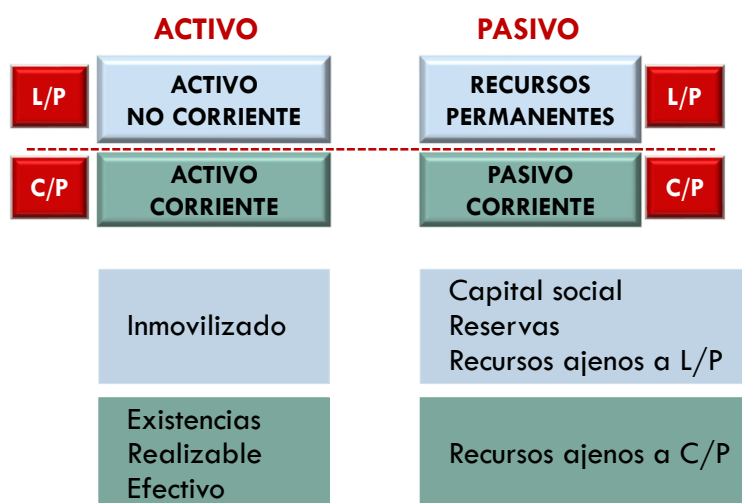 ACTIVO
PASIVO
L/P
ACTIVO
NO CORRIENTE
RECURSOS
PERMANENTES
L/P
C/P
ACTIVO
CORRIENTE
PASIVO
CORRIENTE
C/P
Inmovilizado
Capital social
Reservas
Recursos ajenos a L/P
Existencias
Realizable
Efectivo
Recursos ajenos a C/P